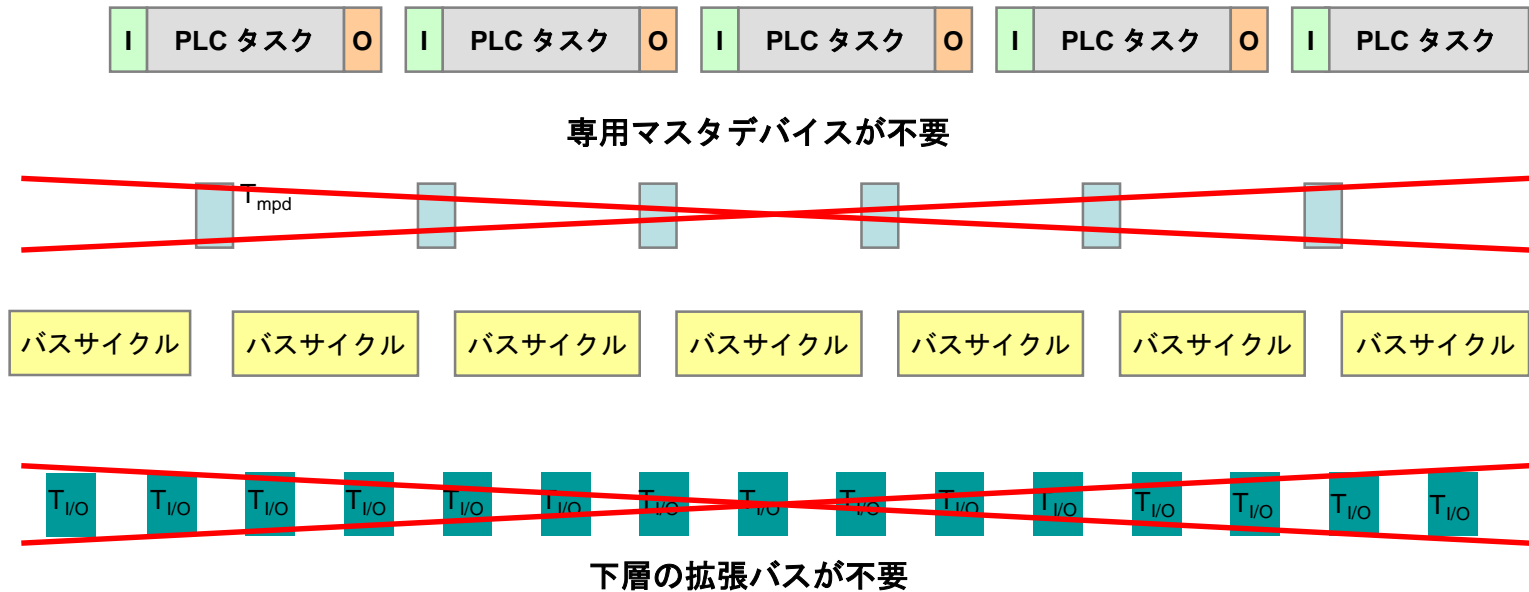 I PLC タスク O I PLC タスク O I PLC タスク O I PLC タスク O I PLC タスク
専用マスタデバイスが不要
Tmpd
バスサイクル バスサイクル バスサイクル バスサイクル バスサイクル バスサイクル バスサイクル
TI/O TI/O TI/O TI/O TI/O TI/O TI/O TI/O TI/O TI/O TI/O TI/O TI/O TI/O TI/O
下層の拡張バスが不要